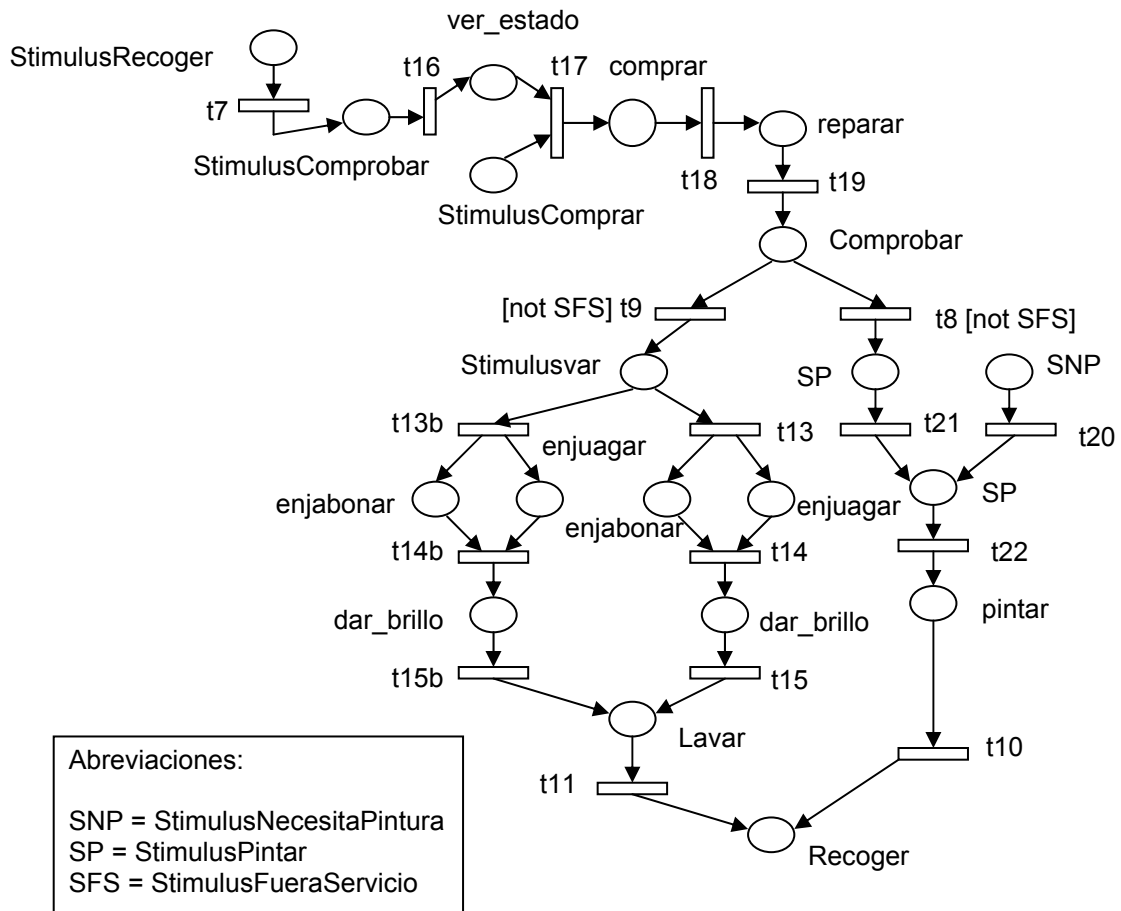 ver_estado
StimulusRecoger
t16
t17
comprar
t7
reparar
StimulusComprobar
t18
t19
StimulusComprar
Comprobar
[not SFS] t9
t8 [not SFS]
Stimulusvar
SP
SNP
t13b
enjuagar
t13
t21
t20
enjabonar
enjabonar
enjuagar
SP
t14b
t14
t22
dar_brillo
dar_brillo
pintar
t15b
t15
Lavar
t10
t11
Recoger
Abreviaciones:
SNP = StimulusNecesitaPintura
SP = StimulusPintar
SFS = StimulusFueraServicio